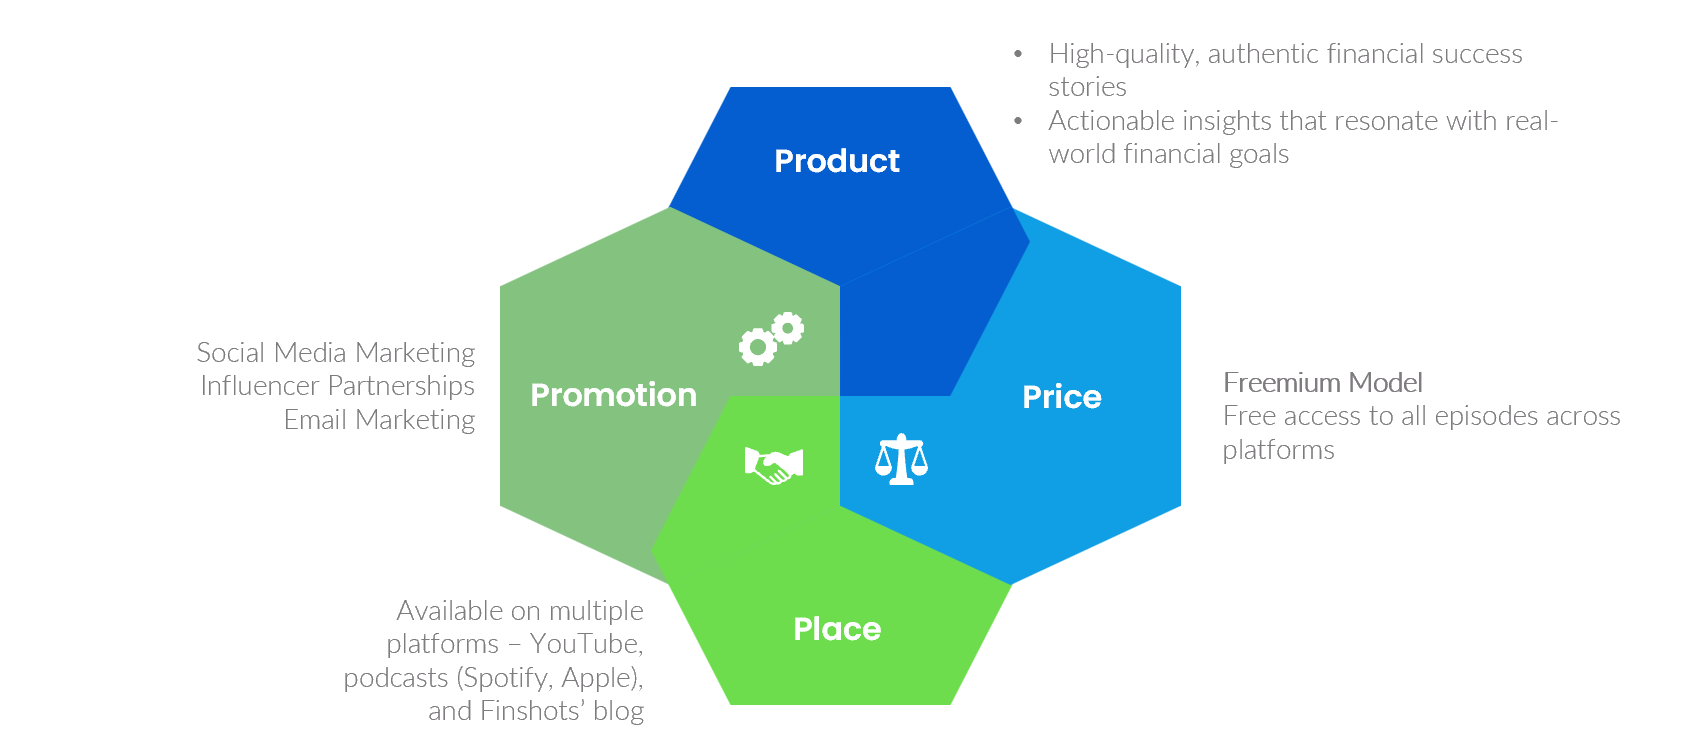 • High-quality, authentic financial success
stories
• Actionable insights that resonate with real-
world financial goals
Product
Social Media Marketing
Influencer Partnerships
Email Marketing
Promotion
Price
Freemium Model
Free access to all episodes across
platforms
Place
Available on multiple
platforms – YouTube,
podcasts (Spotify, Apple),
and Finshots’ blog